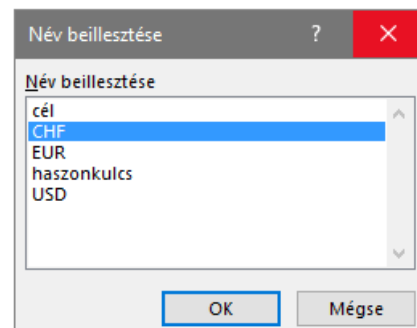 Név beillesztése ?
Név beillesztése
cél
CHF
EUR
haszonkulcs
USD
OK Mégse